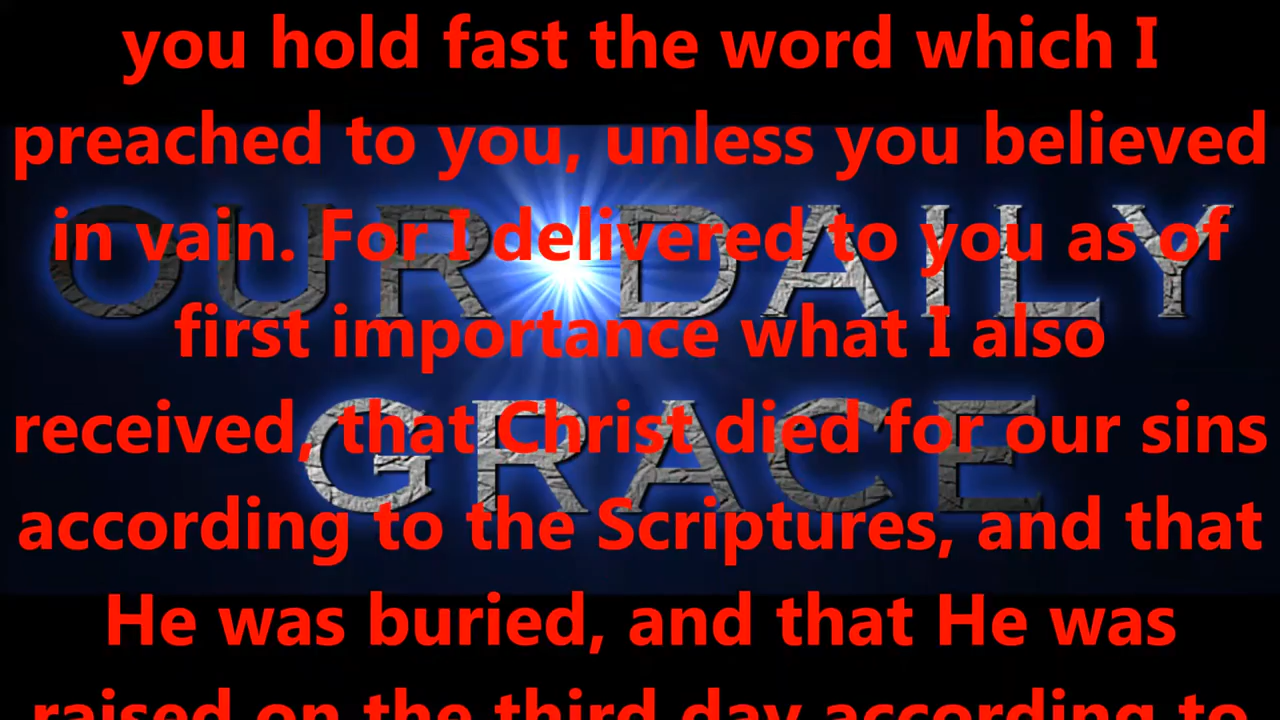 you hold fast the word which I
preached to you, unless you believed
in vain. For I delivered to you as of
first importance what I also
received, that Christ died for our sins
according to the Scriptures, and that
He was buried, and that He was
raised on the third day according to
OUR DAILY
GRACE